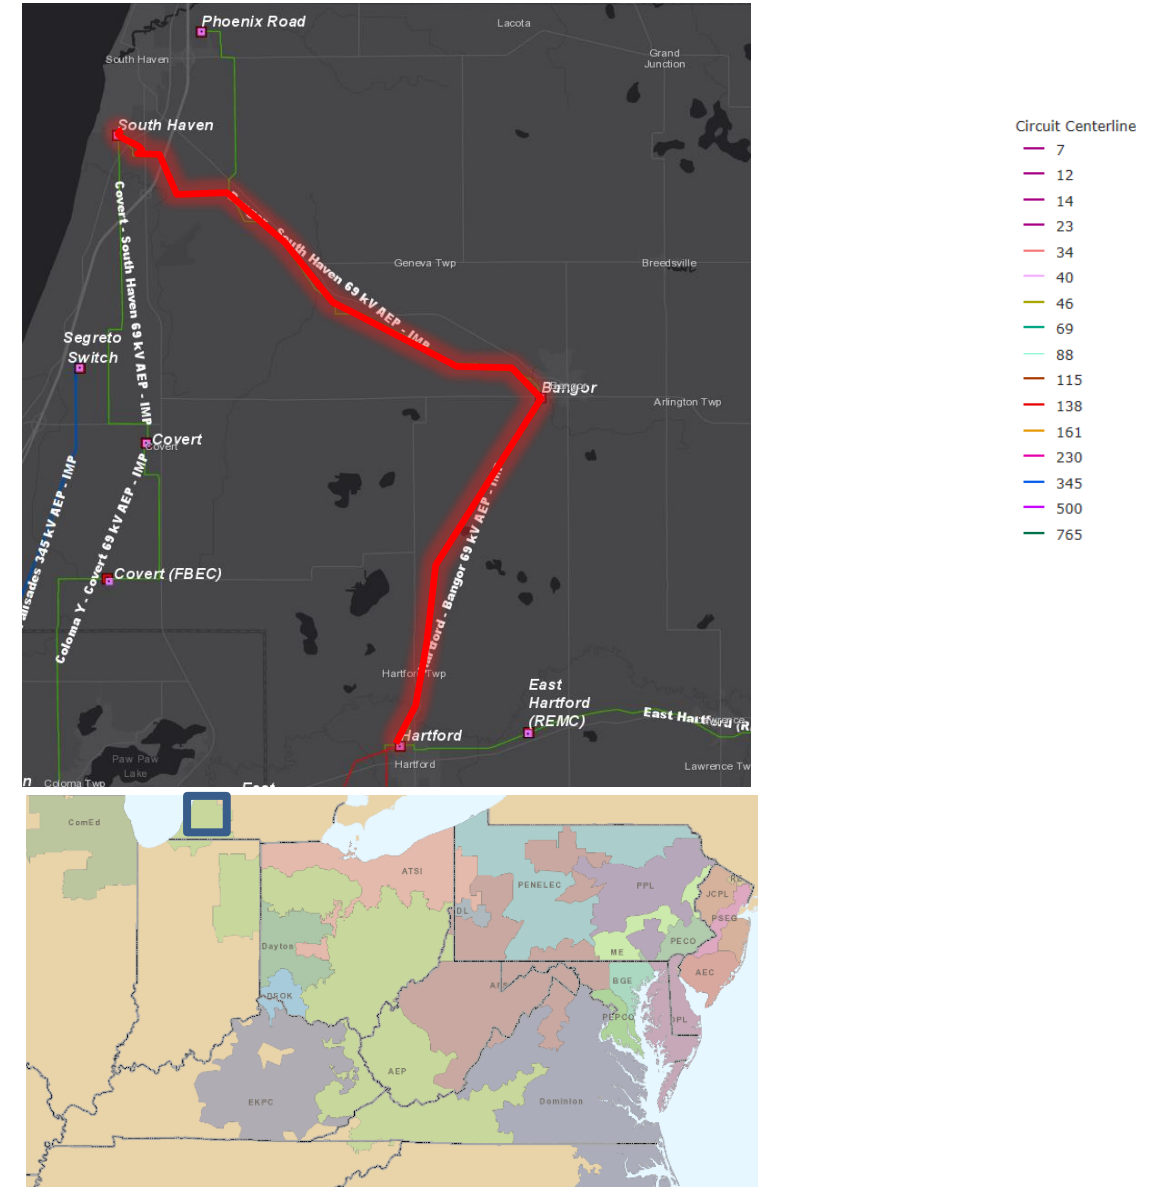 Phoenix Road
Lacota
South Haven
Grand
Junction
South Haven
Covert - South Haven 69 kV AEP - IMP
South Haven 69 kV AEP - IMP
Geneva Twp
Breedsville
Segreto
Switch
Bangor
Arlington Twp
Covert
Covert
Palisades 345 kV AEP - IMP
Coloma Y - Covert 69 kV AEP - IMP
Hartford - Bangor 69 kV AEP - IMP
Covert (FBEC)
Hartford Twp
East
Hartford
(REMC)
East Hartford (R
Hartford
Hartford
Lawrence Tw
Paw Paw
Lake
n
Coloma Twp
East
Circuit Centerline
7
12
14
23
34
40
46
69
88
115
138
161
230
345
500
765
ComEd
ATSI
PENELEC
PPL
JCPL
RE
PSEG
DL
Dayton
PECO
ME
AEC
BGE
APS
DEOK
PEPCO
DPL
AEP
EKPC
Dominion